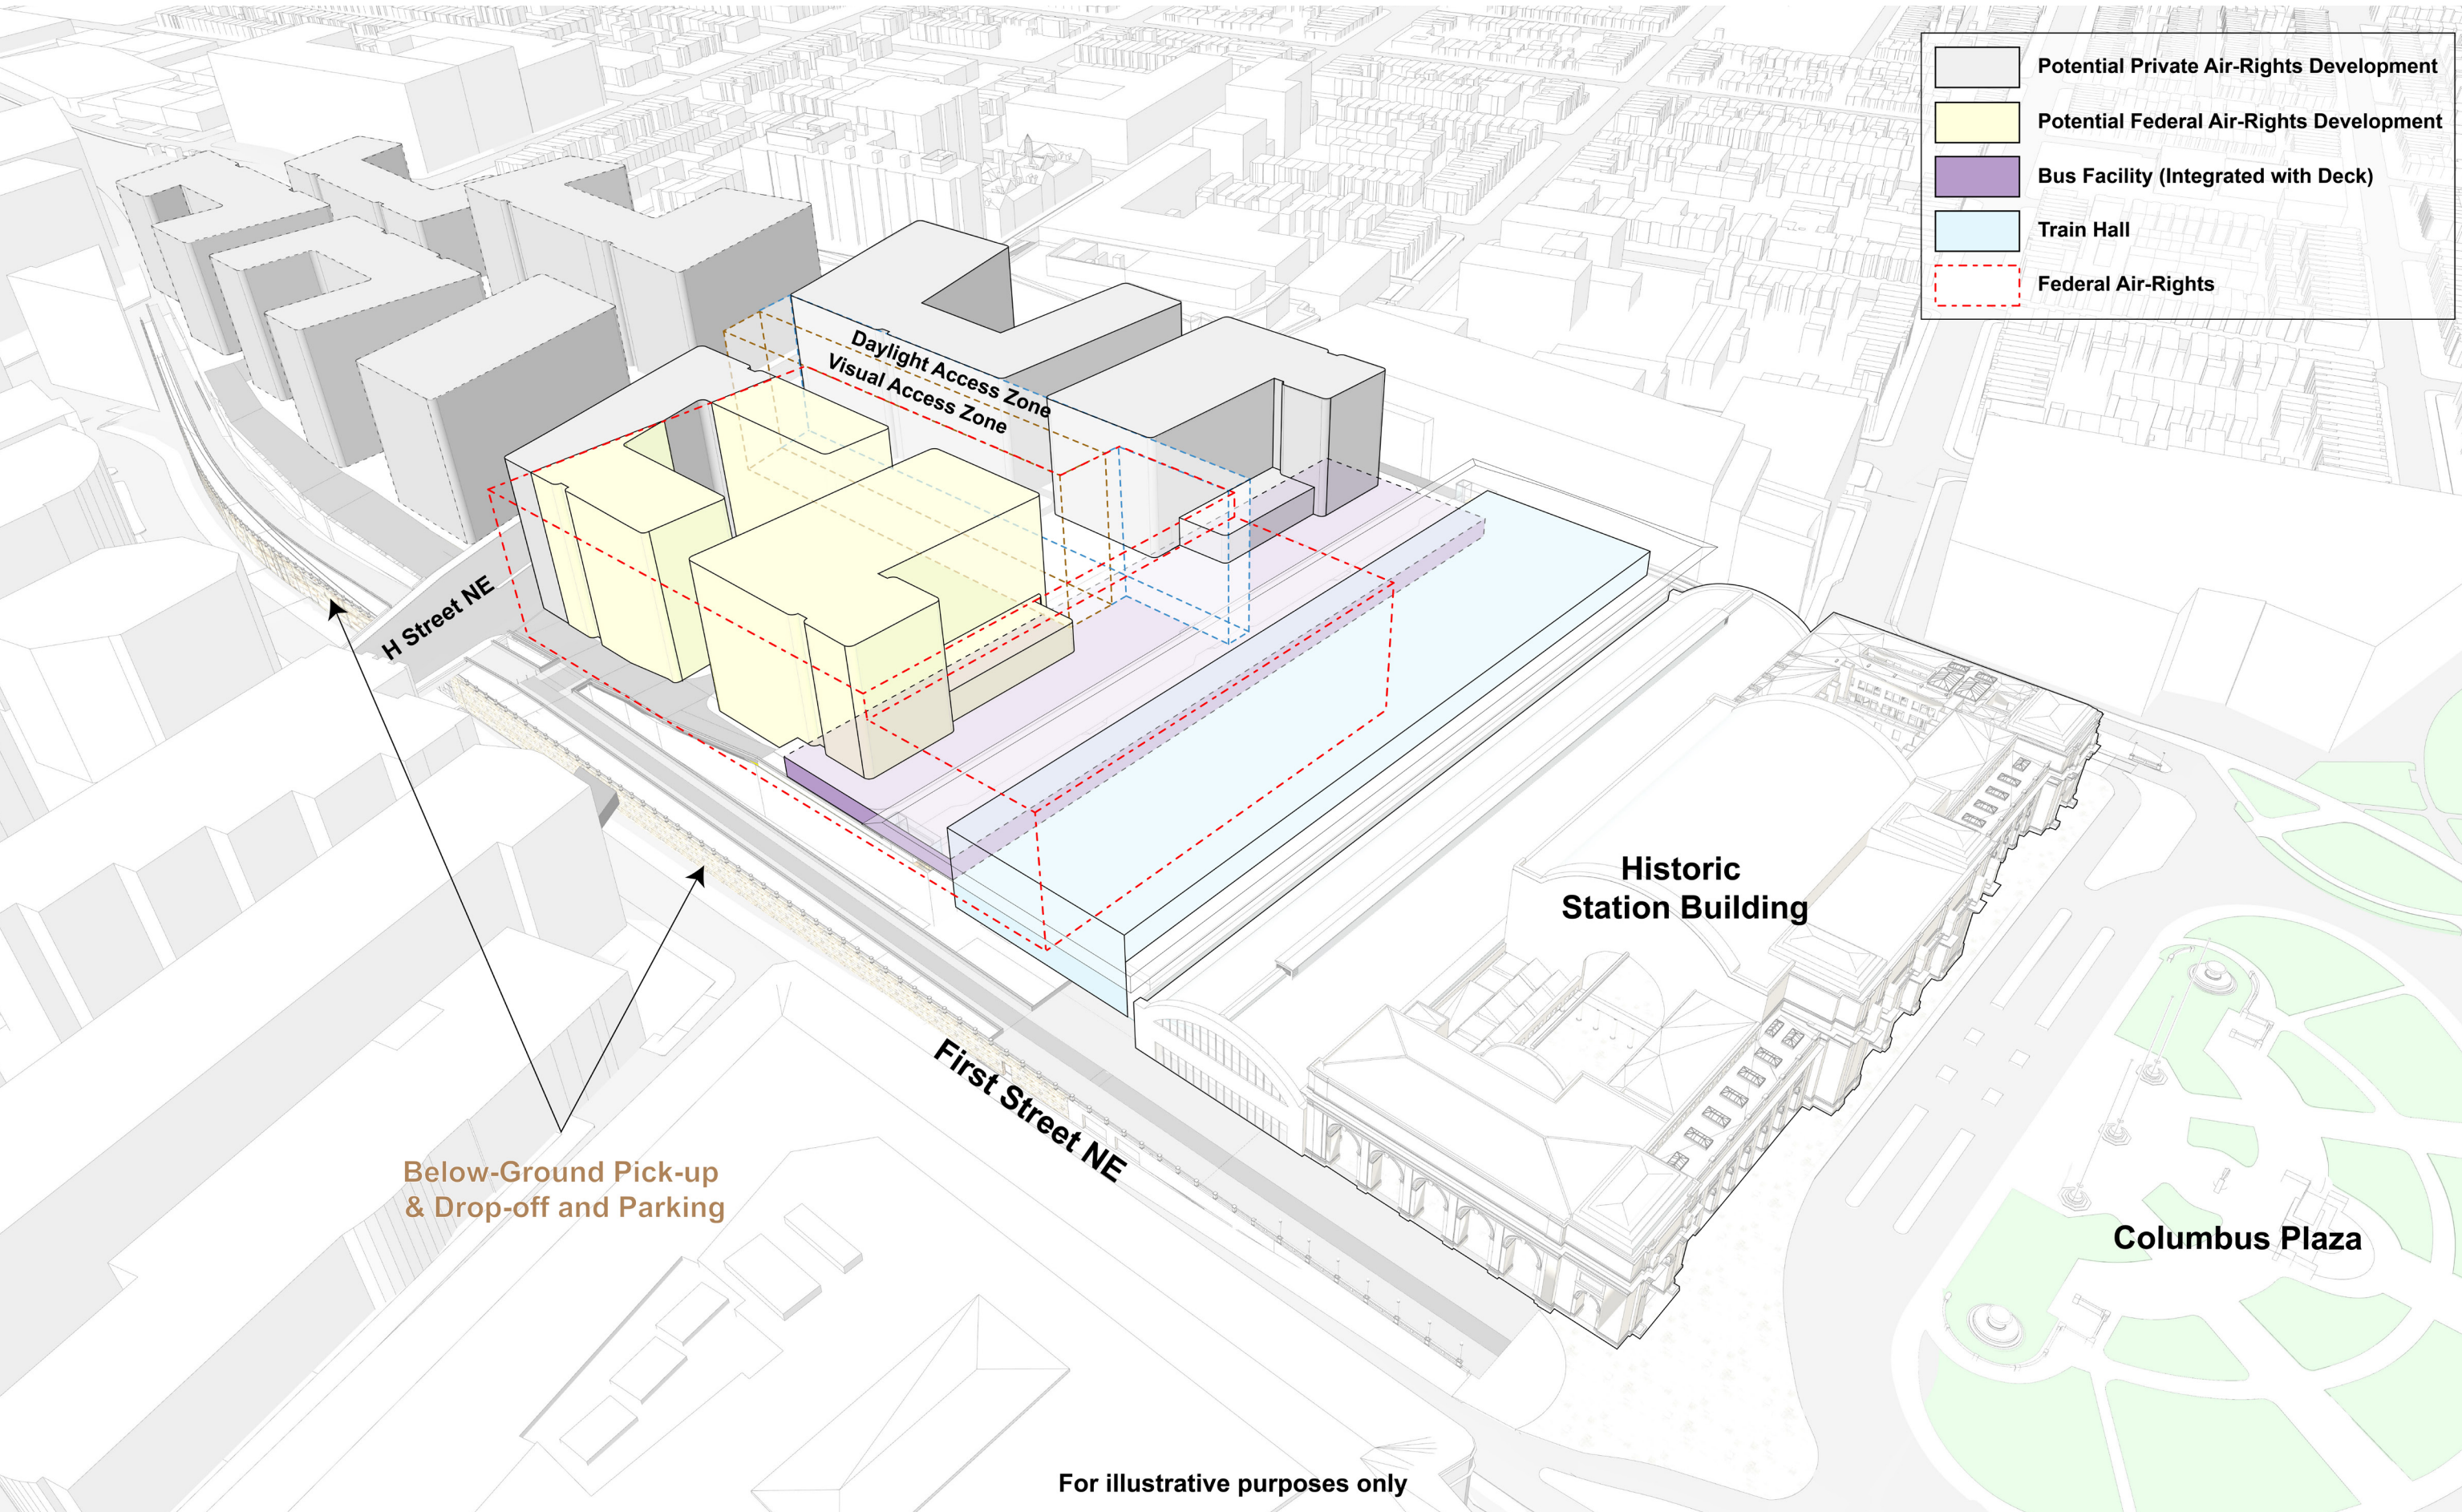 Potential Private Air-Rights Development
Potential Federal Air-Rights Development
Bus Facility (Integrated with Deck)
Train Hall
Federal Air-Rights
Daylight Access Zone
Visual Access Zone
H Street NE
Historic
Station Building
First Street NE
Below-Ground Pick-up
& Drop-off and Parking
Columbus Plaza
For illustrative purposes only